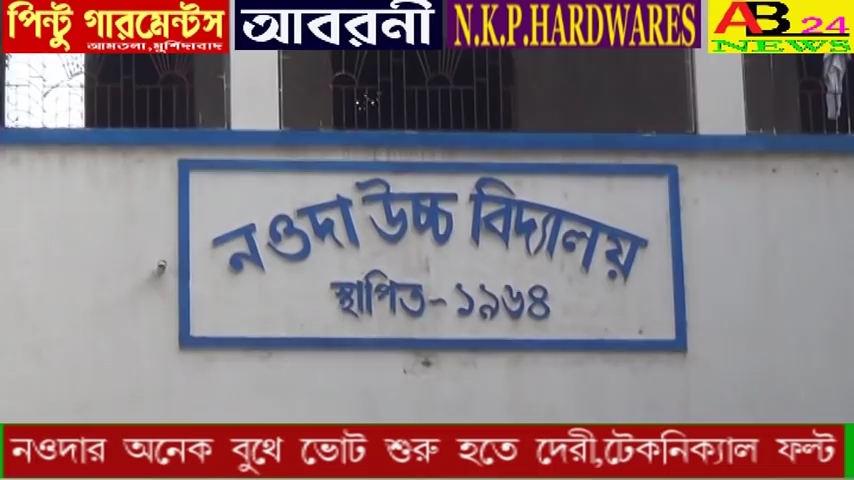 পিন্টু গারমেন্টস
আমতলা,মুর্শিদাবাদ
আবরনী
N.K.P.HARDWARES
AB 24
NEWS
নওদা উচ্চ বিদ্যালয়
স্থাপিত-১৯৬৪
নওদার অনেক বুথে ভোট শুরু হতে দেরী,টেকনিক্যাল ফল্ট